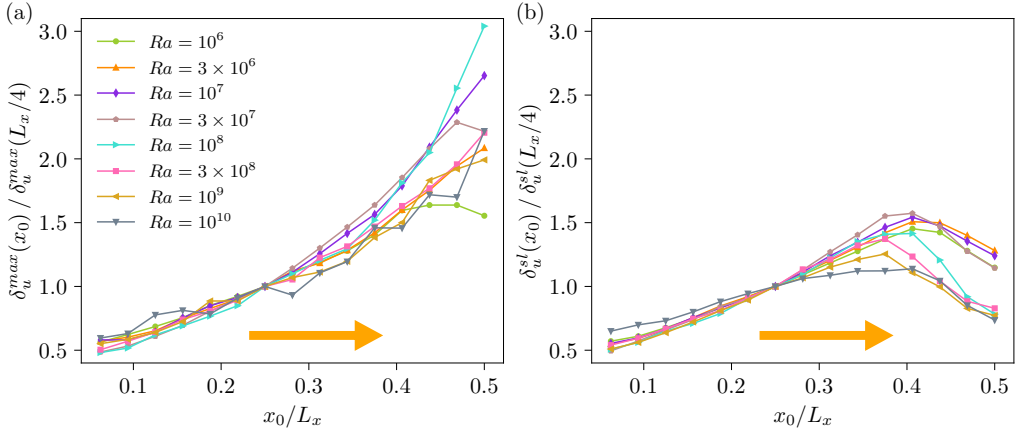 (a)
3.0
2.5
2.0
1.5
1.0
0.5
δ_u^{max}(x_0) / δ_u^{max}(L_x/4)
Ra = 10^6
Ra = 3 × 10^6
Ra = 10^7
Ra = 3 × 10^7
Ra = 10^8
Ra = 3 × 10^8
Ra = 10^9
Ra = 10^{10}
0.1 0.2 0.3 0.4 0.5
x_0/L_x
(b)
3.0
2.5
2.0
1.5
1.0
0.5
δ_u^{sl}(x_0) / δ_u^{sl}(L_x/4)
0.1 0.2 0.3 0.4 0.5
x_0/L_x